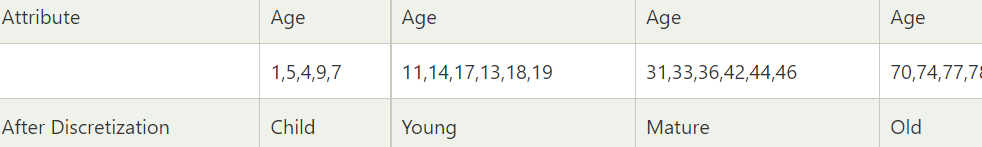 Attribute Age Age Age Age
1,5,4,9,7 11,14,17,13,18,19 31,33,36,42,44,46 70,74,77,
After Discretization Child Young Mature Old